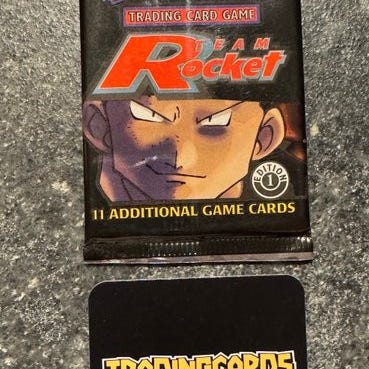 TRADING CARD GAME
TEAM
Rocket
EDITION
1
11 ADDITIONAL GAME CARDS
TRADINGCARDS